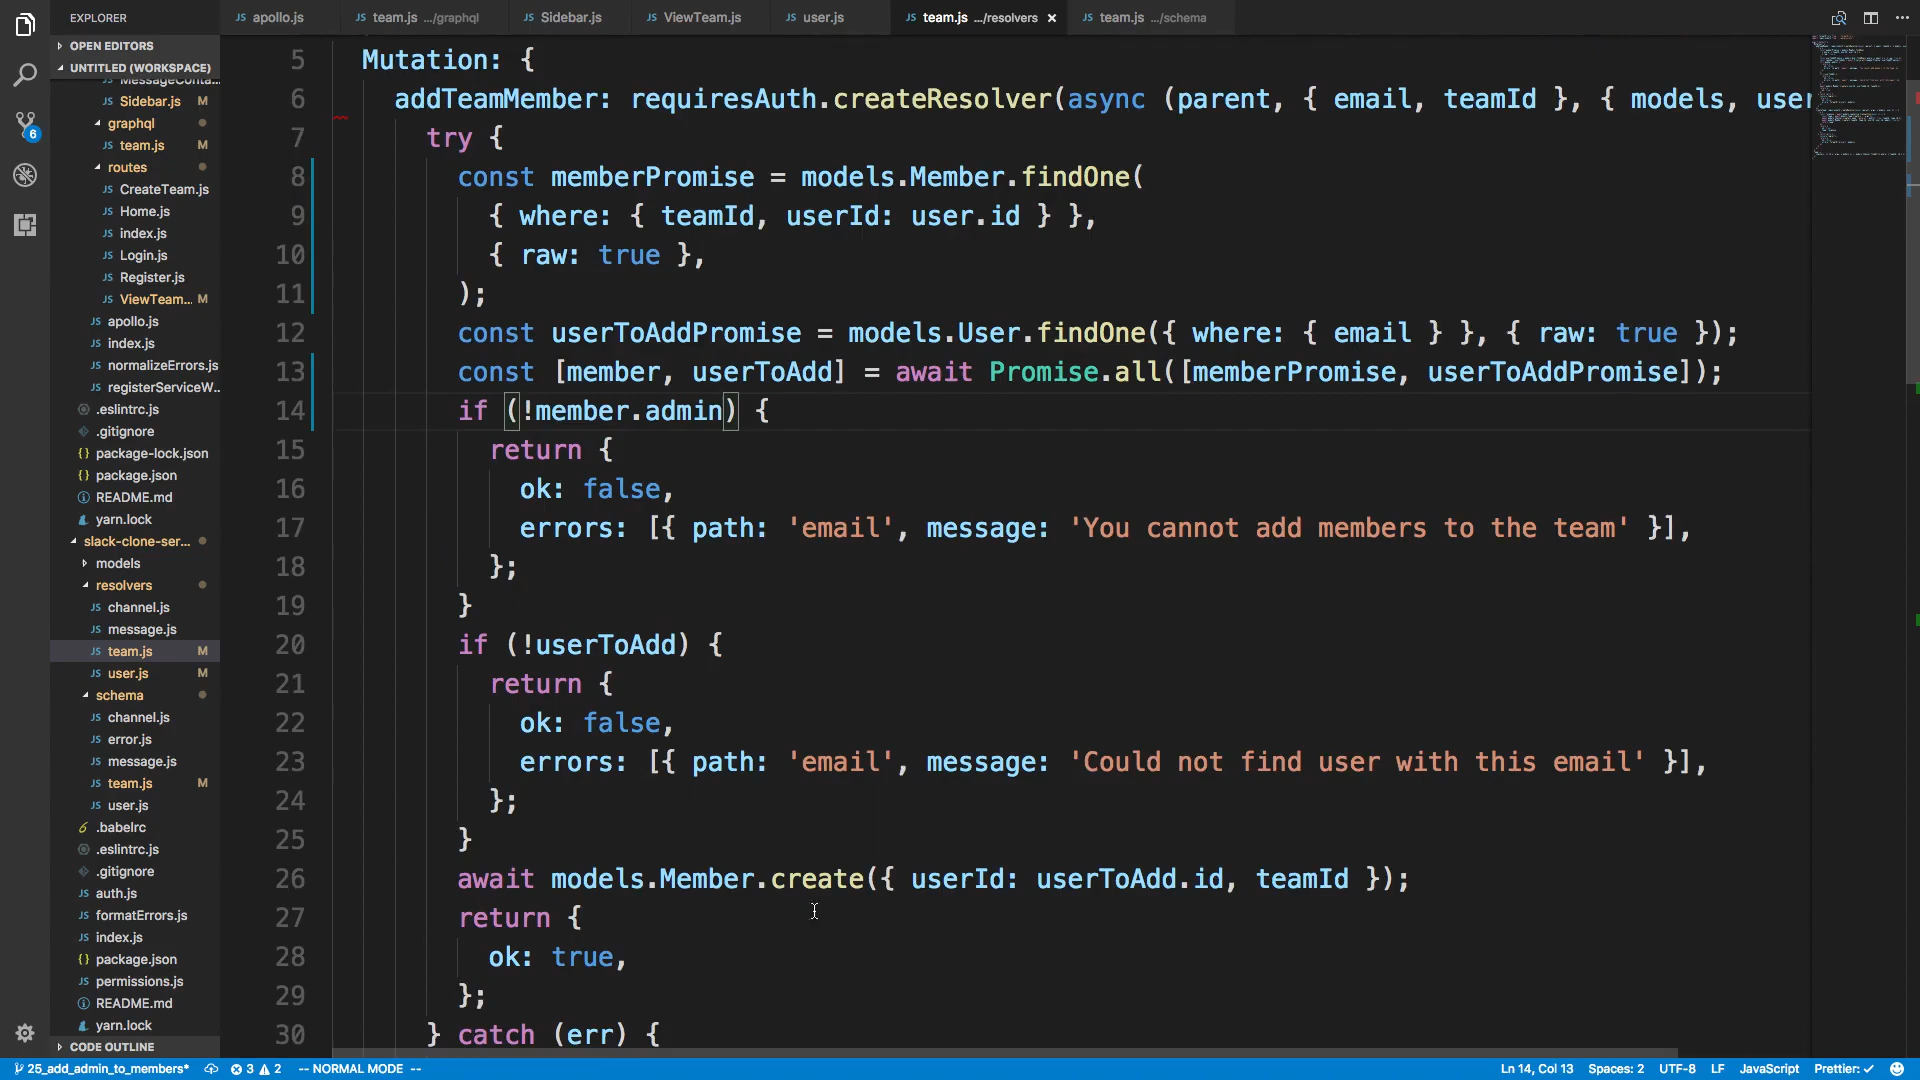 EXPLORER
apollo.js
team.js .../graphql
Sidebar.js
ViewTeam.js
user.js
team.js .../resolvers
team.js .../schema
OPEN EDITORS
UNTITLED (WORKSPACE)
MessageConta...
Sidebar.js M
graphql
team.js M
routes
CreateTeam.js
Home.js
index.js
Login.js
Register.js
ViewTeam... M
apollo.js
index.js
normalizeErrors.js
registerServiceW...
.eslintrc.js
.gitignore
package-lock.json
package.json
README.md
yarn.lock
slack-clone-ser...
models
resolvers
channel.js
message.js
team.js M
user.js M
schema
channel.js
error.js
message.js
team.js M
user.js
.babelrc
.eslintrc.js
.gitignore
auth.js
formatErrors.js
index.js
package.json
permissions.js
README.md
yarn.lock
CODE OUTLINE
6
5 Mutation: {
6 addTeamMember: requiresAuth.createResolver(async (parent, { email, teamId }, { models, user
7 try {
8 const memberPromise = models.Member.findOne(
9 { where: { teamId, userId: user.id } },
10 { raw: true },
11 );
12 const userToAddPromise = models.User.findOne({ where: { email } }, { raw: true });
13 const [member, userToAdd] = await Promise.all([memberPromise, userToAddPromise]);
14 if (!member.admin) {
15 return {
16 ok: false,
17 errors: [{ path: 'email', message: 'You cannot add members to the team' }],
18 };
19 }
20 if (!userToAdd) {
21 return {
22 ok: false,
23 errors: [{ path: 'email', message: 'Could not find user with this email' }],
24 };
25 }
26 await models.Member.create({ userId: userToAdd.id, teamId });
27 return {
28 ok: true,
29 };
30 } catch (err) {
25_add_admin_to_members* 3 2 -- NORMAL MODE -- Ln 14, Col 13 Spaces: 2 UTF-8 LF JavaScript Prettier: ✓